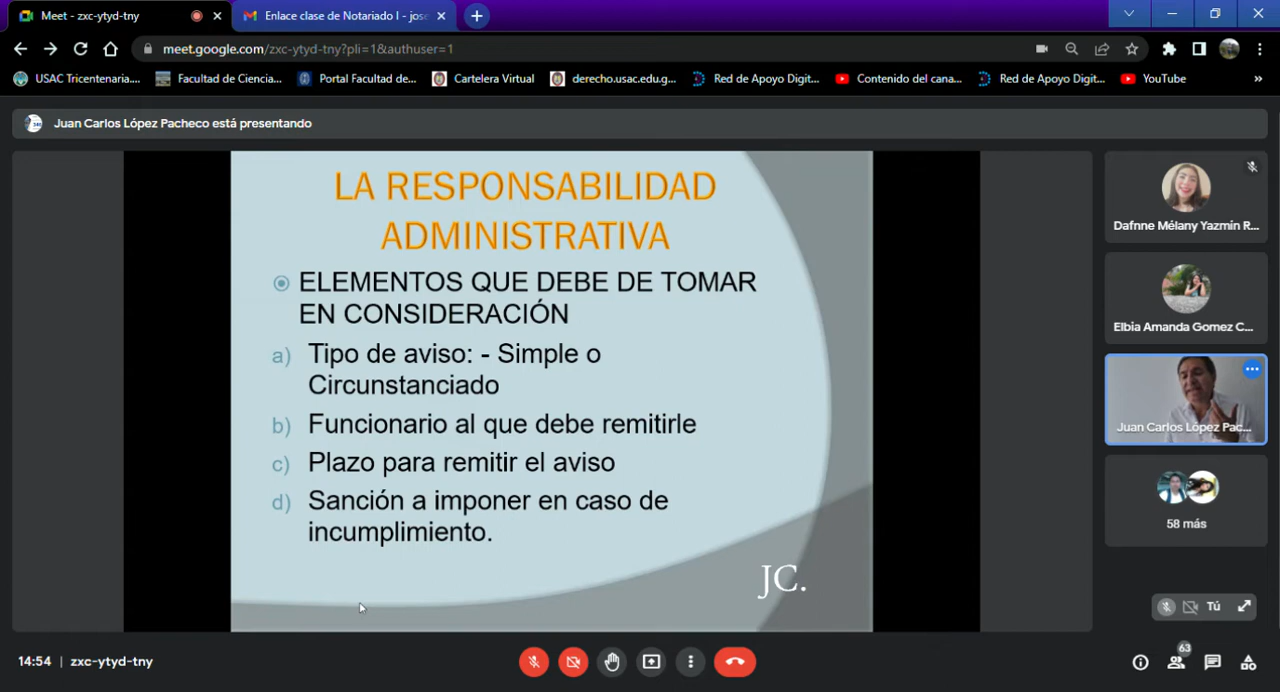 Meet - zxc-ytyd-tny
Enlace clase de Notariado I - jose
meet.google.com/zxc-ytyd-tny?pli=1&authuser=1
USAC Tricentenaria....
Facultad de Ciencia...
Portal Facultad de...
Cartelera Virtual
derecho.usac.edu.g...
Red de Apoyo Digit...
Contenido del cana...
Red de Apoyo Digit...
YouTube
»
Juan Carlos López Pacheco está presentando
LA RESPONSABILIDAD
ADMINISTRATIVA
ELEMENTOS QUE DEBE DE TOMAR
EN CONSIDERACIÓN
a) Tipo de aviso: - Simple o
Circunstanciado
b) Funcionario al que debe remitirle
c) Plazo para remitir el aviso
d) Sanción a imponer en caso de
incumplimiento.
JC.
Dafnne Mélany Yazmín R...
Elbia Amanda Gomez C...
Juan Carlos López Pac...
58 más
Tú
14:54 | zxc-ytyd-tny
63